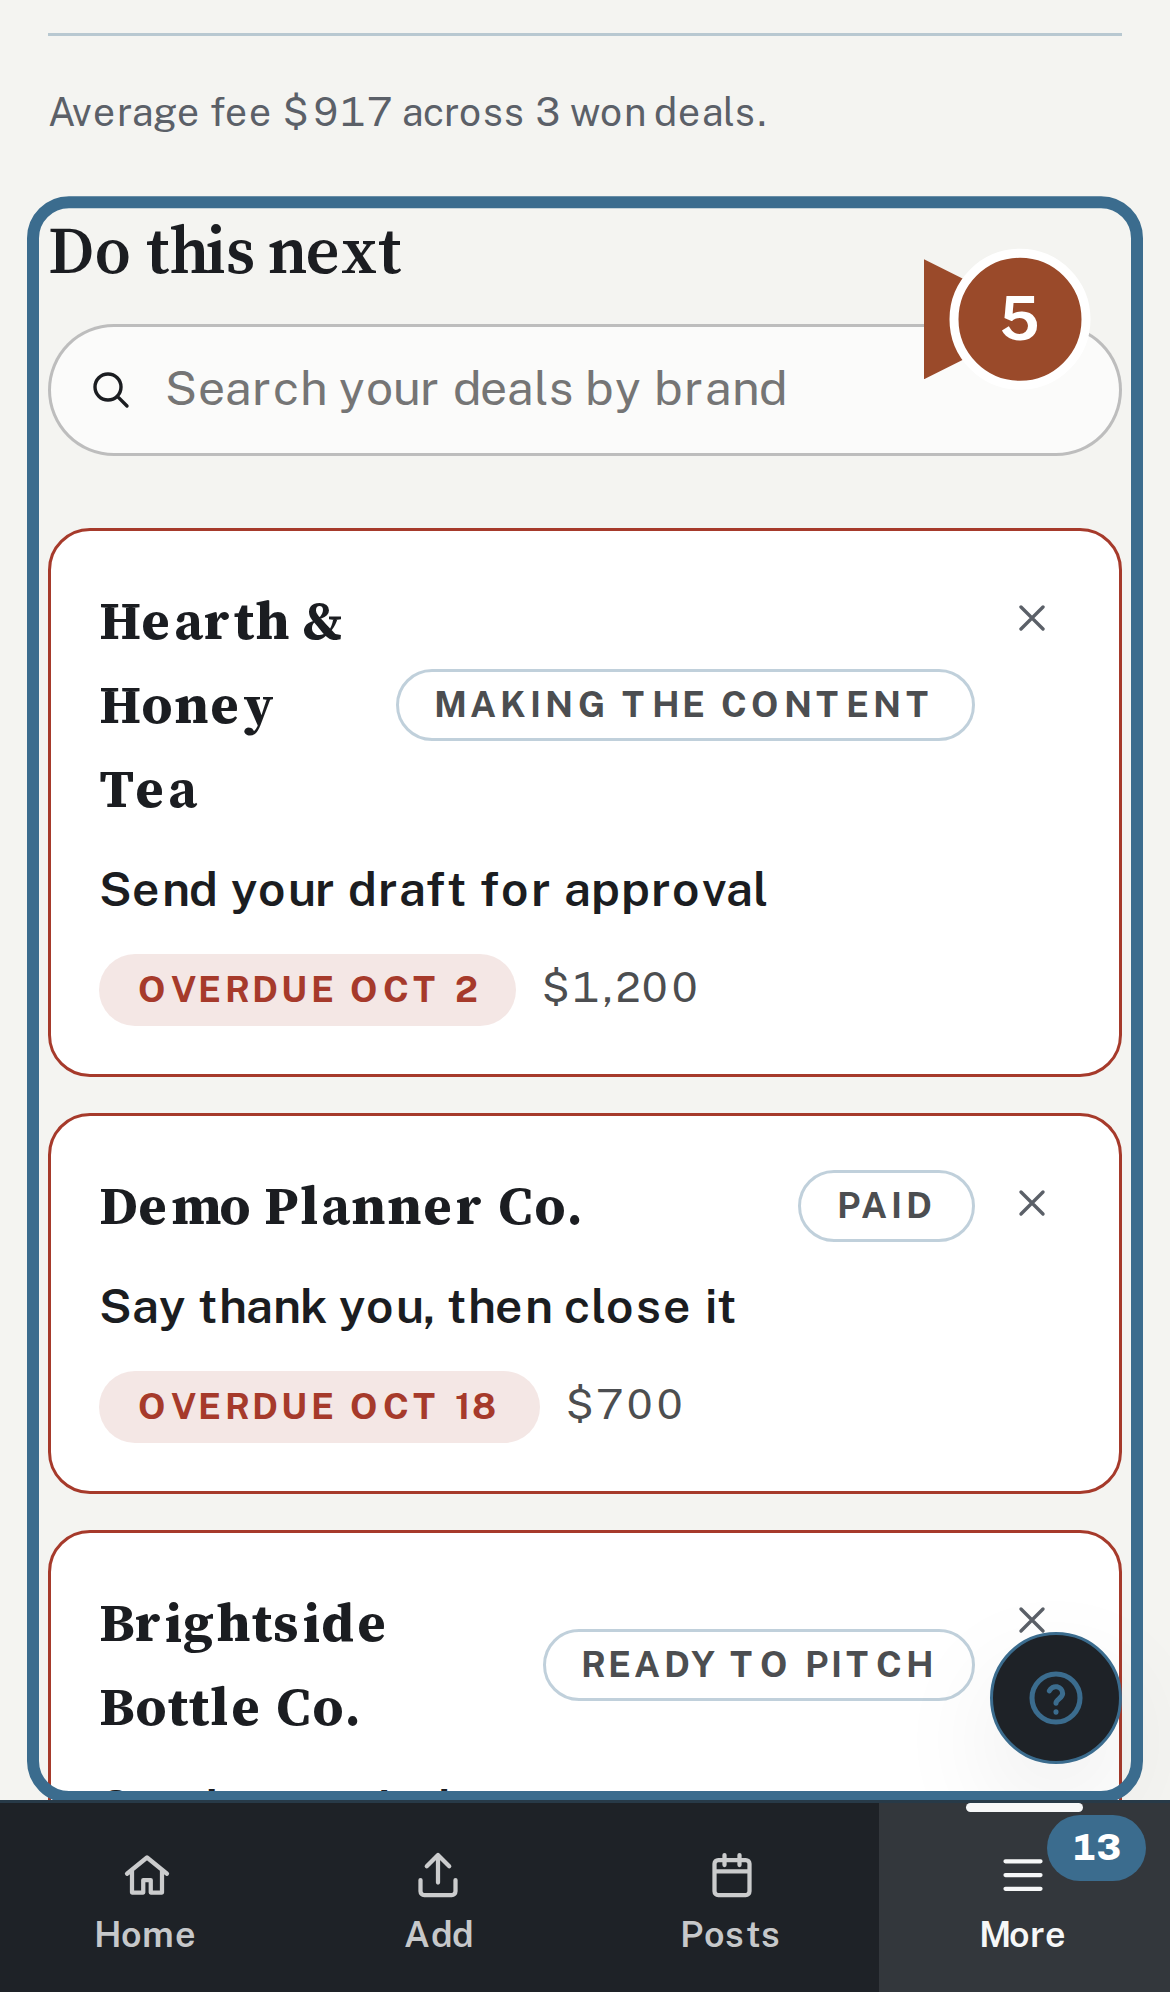 Average fee $917 across 3 won deals.
Do this next
5
Search your deals by brand
Hearth &
Honey
Tea
MAKING THE CONTENT
Send your draft for approval
OVERDUE OCT 2 $1,200
Demo Planner Co. PAID
Say thank you, then close it
OVERDUE OCT 18 $700
Brightside
Bottle Co.
READY TO PITCH
13
Home Add Posts More